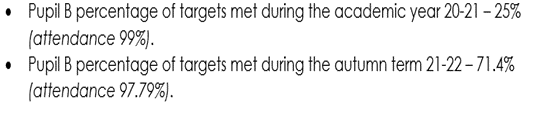 • Pupil B percentage of targets met during the academic year 20-21 – 25%
(attendance 99%).
• Pupil B percentage of targets met during the autumn term 21-22 – 71.4%
(attendance 97.79%).